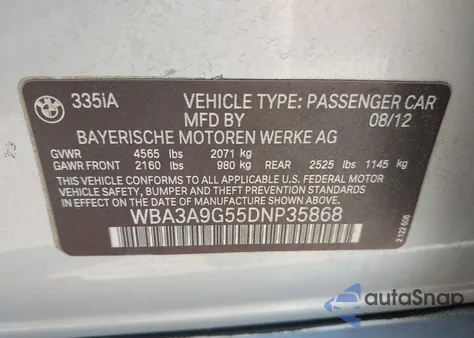 BMW
335iA VEHICLE TYPE: PASSENGER CAR
MFD BY 08/12
BAYERISCHE MOTOREN WERKE AG
GVWR 4565 lbs 2071 kg
GAWR FRONT 2160 lbs 980 kg REAR 2525 lbs 1145 kg
THIS VEHICLE CONFORMS TO ALL APPLICABLE U.S. FEDERAL MOTOR
VEHICLE SAFETY, BUMPER, AND THEFT PREVENTION STANDARDS
IN EFFECT ON THE DATE OF MANUFACTURE SHOWN ABOVE.
WBA3A9G55DNP35868
autoSnap